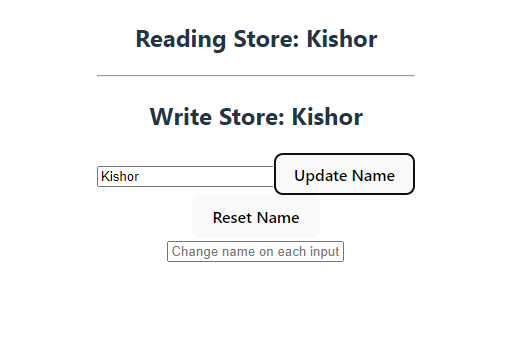 Reading Store: Kishor
Write Store: Kishor
Kishor Update Name
Reset Name
Change name on each input